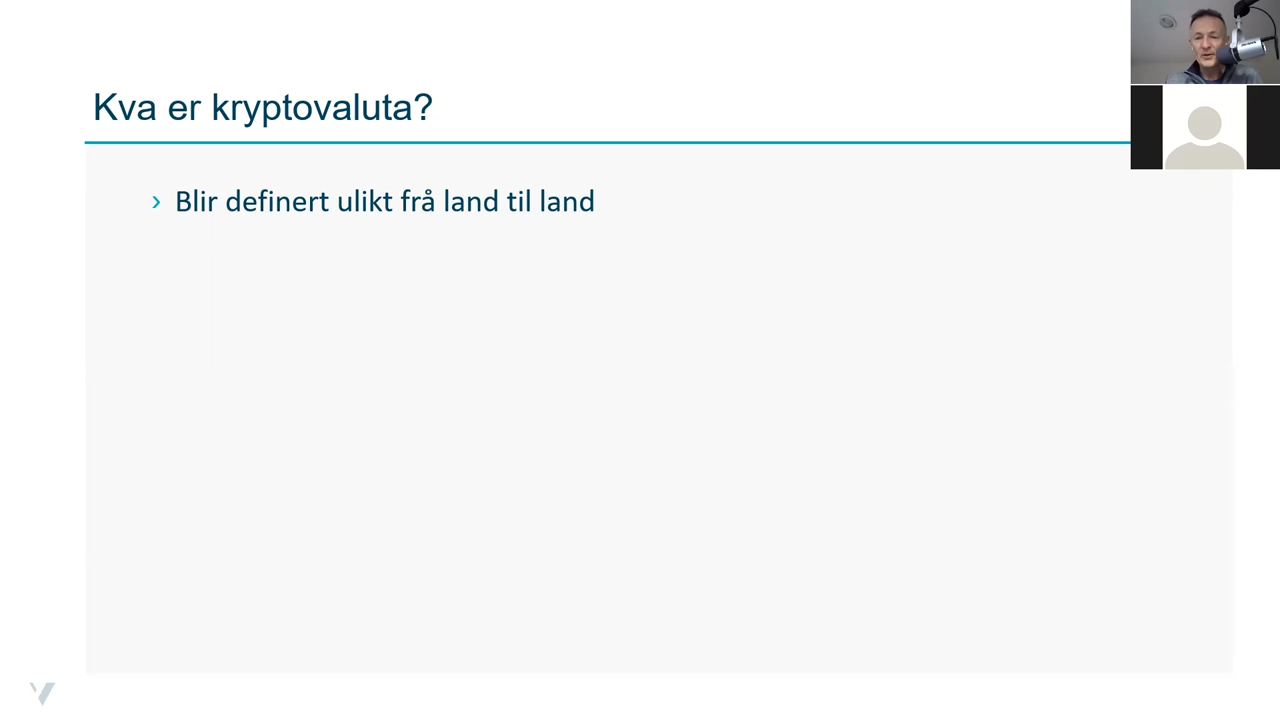 Kva er kryptovaluta?
› Blir definert ulikt frå land til land